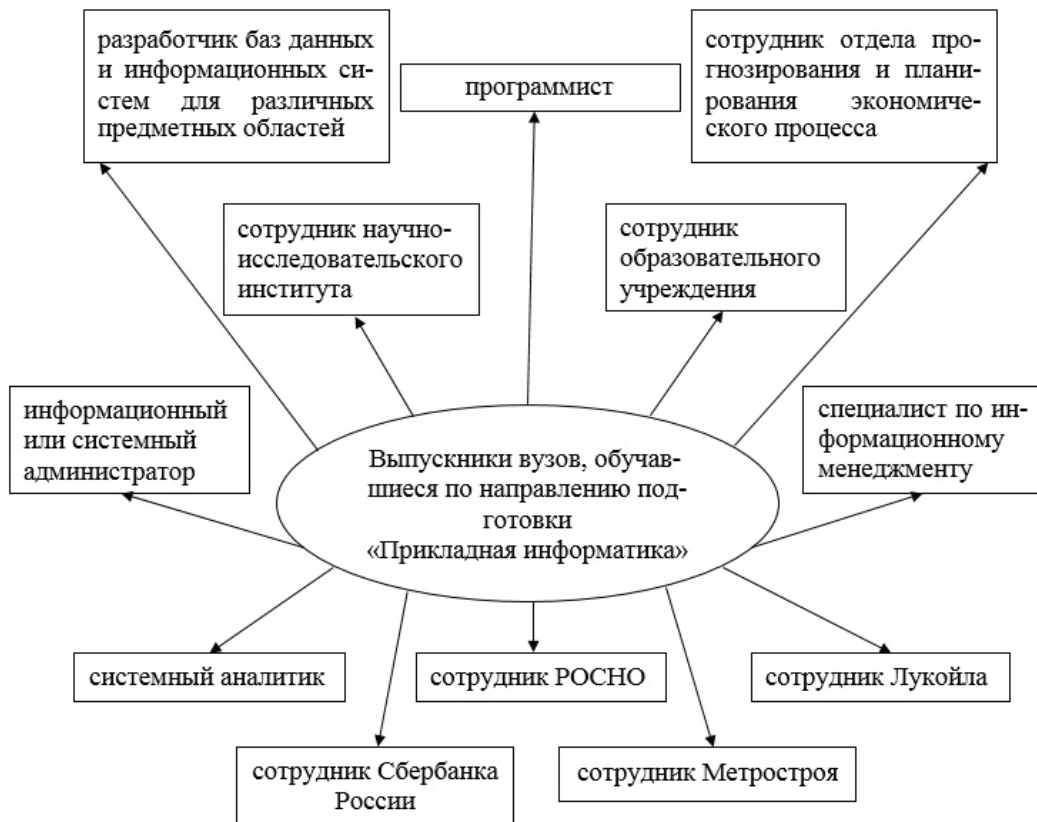 разработчик баз данных
и информационных си-
стем для различных
предметных областей
программист
сотрудник отдела про-
гнозирования и плани-
рования экономиче-
ского процесса
сотрудник научно-
исследовательского
института
сотрудник
образовательного
учреждения
информационный
или системный
администратор
Выпускники вузов, обучав-
шиеся по направлению под-
готовки
«Прикладная информатика»
специалист по ин-
формационному
менеджменту
системный аналитик
сотрудник РОСНО
сотрудник Лукойла
сотрудник Сбербанка
России
сотрудник Метростроя